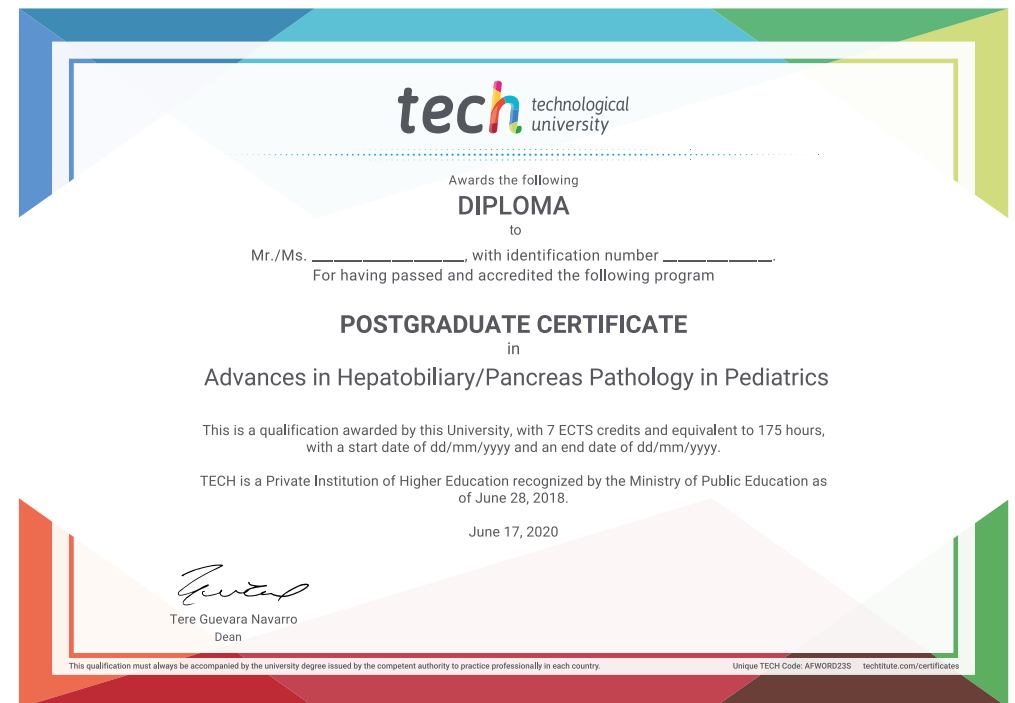 tech technological
university
Awards the following
DIPLOMA
to
Mr./Ms. __________________, with identification number _____________.
For having passed and accredited the following program
POSTGRADUATE CERTIFICATE
in
Advances in Hepatobiliary/Pancreas Pathology in Pediatrics
This is a qualification awarded by this University, with 7 ECTS credits and equivalent to 175 hours,
with a start date of dd/mm/yyyy and an end date of dd/mm/yyyy.
TECH is a Private Institution of Higher Education recognized by the Ministry of Public Education as
of June 28, 2018.
June 17, 2020
Tere Guevara Navarro
Dean
This qualification must always be accompanied by the university degree issued by the competent authority to practice professionally in each country.
Unique TECH Code: AFWORD23S techtitute.com/certificates